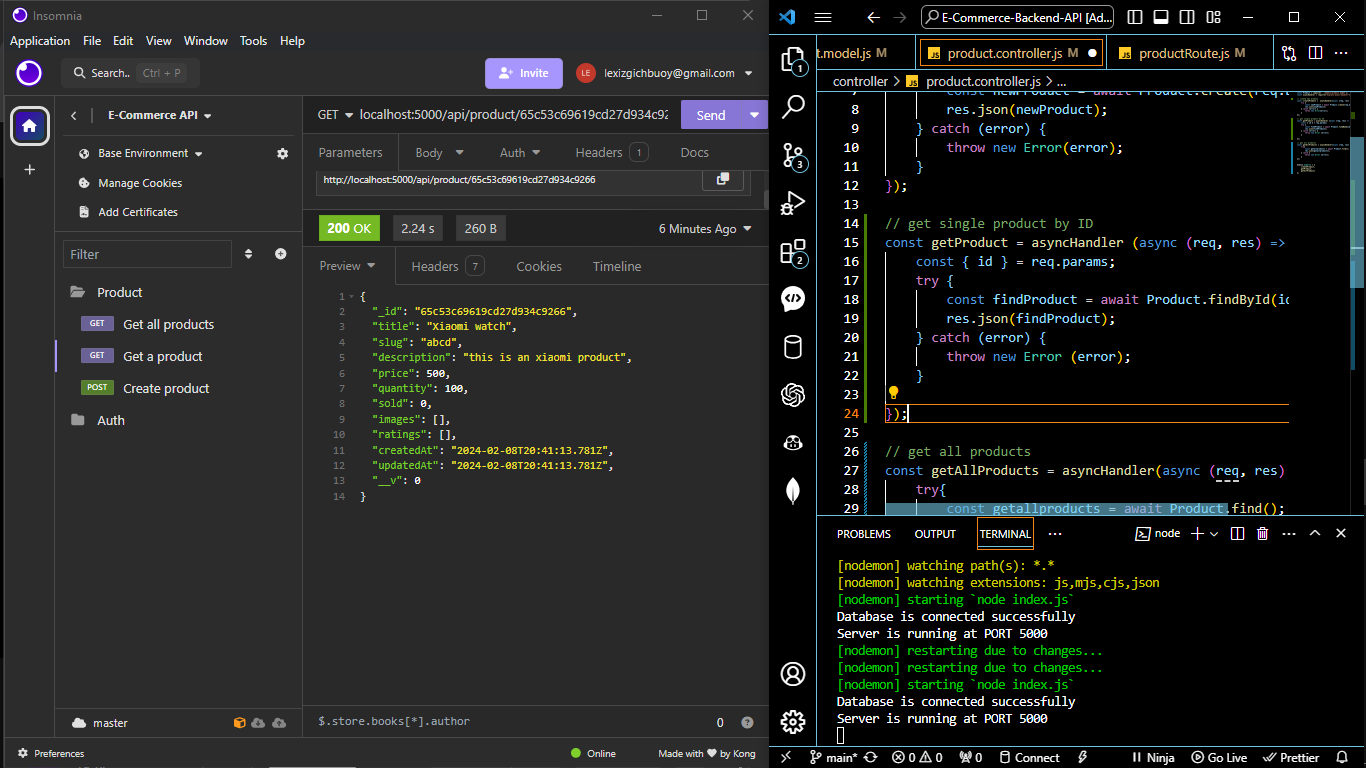 Insomnia
Application File Edit View Window Tools Help
Search.. Ctrl + P
Invite
LE lexizgichbuoy@gmail.com
E-Commerce API
Base Environment
Manage Cookies
Add Certificates
Filter
Product
GET Get all products
GET Get a product
POST Create product
Auth
master
Preferences
GET localhost:5000/api/product/65c53c69619cd27d934c92
Send
Parameters Body Auth Headers 1 Docs
http://localhost:5000/api/product/65c53c69619cd27d934c9266
200 OK 2.24 s 260 B 6 Minutes Ago
Preview Headers 7 Cookies Timeline
1 {
2 "_id": "65c53c69619cd27d934c9266",
3 "title": "Xiaomi watch",
4 "slug": "abcd",
5 "description": "this is an xiaomi product",
6 "price": 500,
7 "quantity": 100,
8 "sold": 0,
9 "images": [],
10 "ratings": [],
11 "createdAt": "2024-02-08T20:41:13.781Z",
12 "updatedAt": "2024-02-08T20:41:13.781Z",
13 "__v": 0
14 }
$.store.books[*].author 0
Online Made with ❤ by Kong
E-Commerce-Backend-API [Ad...
t.model.js M product.controller.js M productRoute.js M
controller > product.controller.js > ...
7 const newProduct = await Product.create(req.b
8 res.json(newProduct);
9 } catch (error) {
10 throw new Error(error);
11 }
12 });
13
14 // get single product by ID
15 const getProduct = asyncHandler (async (req, res) =>
16 const { id } = req.params;
17 try {
18 const findProduct = await Product.findById(id
19 res.json(findProduct);
20 } catch (error) {
21 throw new Error (error);
22 }
23
24 });
25
26 // get all products
27 const getAllProducts = asyncHandler(async (req, res)
28 try{
29 const getallproducts = await Product.find();
PROBLEMS OUTPUT TERMINAL ... node
[nodemon] watching path(s): *.*
[nodemon] watching extensions: js,mjs,cjs,json
[nodemon] starting `node index.js`
Database is connected successfully
Server is running at PORT 5000
[nodemon] restarting due to changes...
[nodemon] restarting due to changes...
[nodemon] starting `node index.js`
Database is connected successfully
Server is running at PORT 5000
1
3
2
main* 0 0 0 Connect Ninja Go Live Prettier